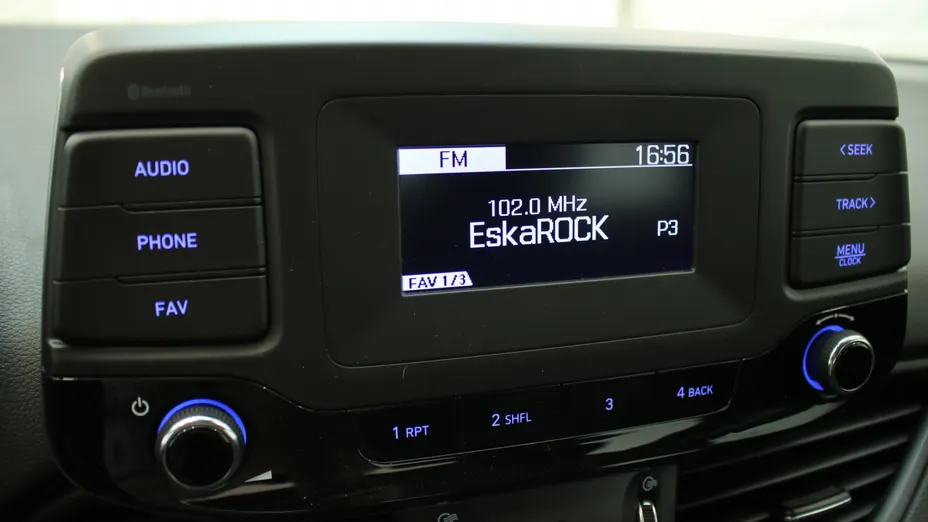 Bluetooth
AUDIO
PHONE
FAV
FM 16:56
102.0 MHz
EskaROCK P3
FAV 1/3
<SEEK
TRACK>
MENU
CLOCK
1 RPT 2 SHFL 3 4 BACK